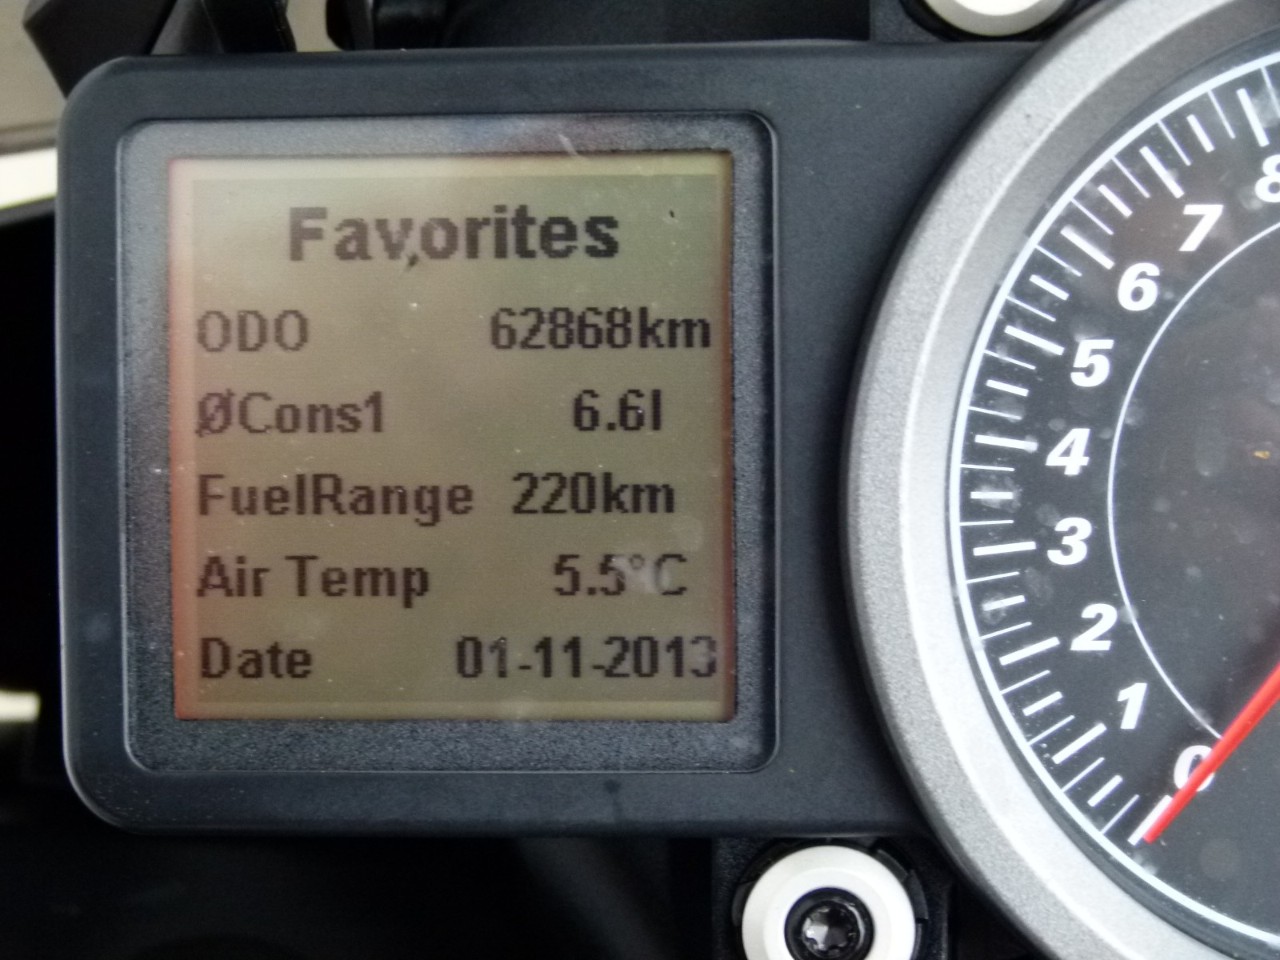 Favorites
ODO 62868km
ØCons1 6.6l
FuelRange 220km
Air Temp 5.5°C
Date 01-11-2013
8
7
6
5
4
3
2
1
0